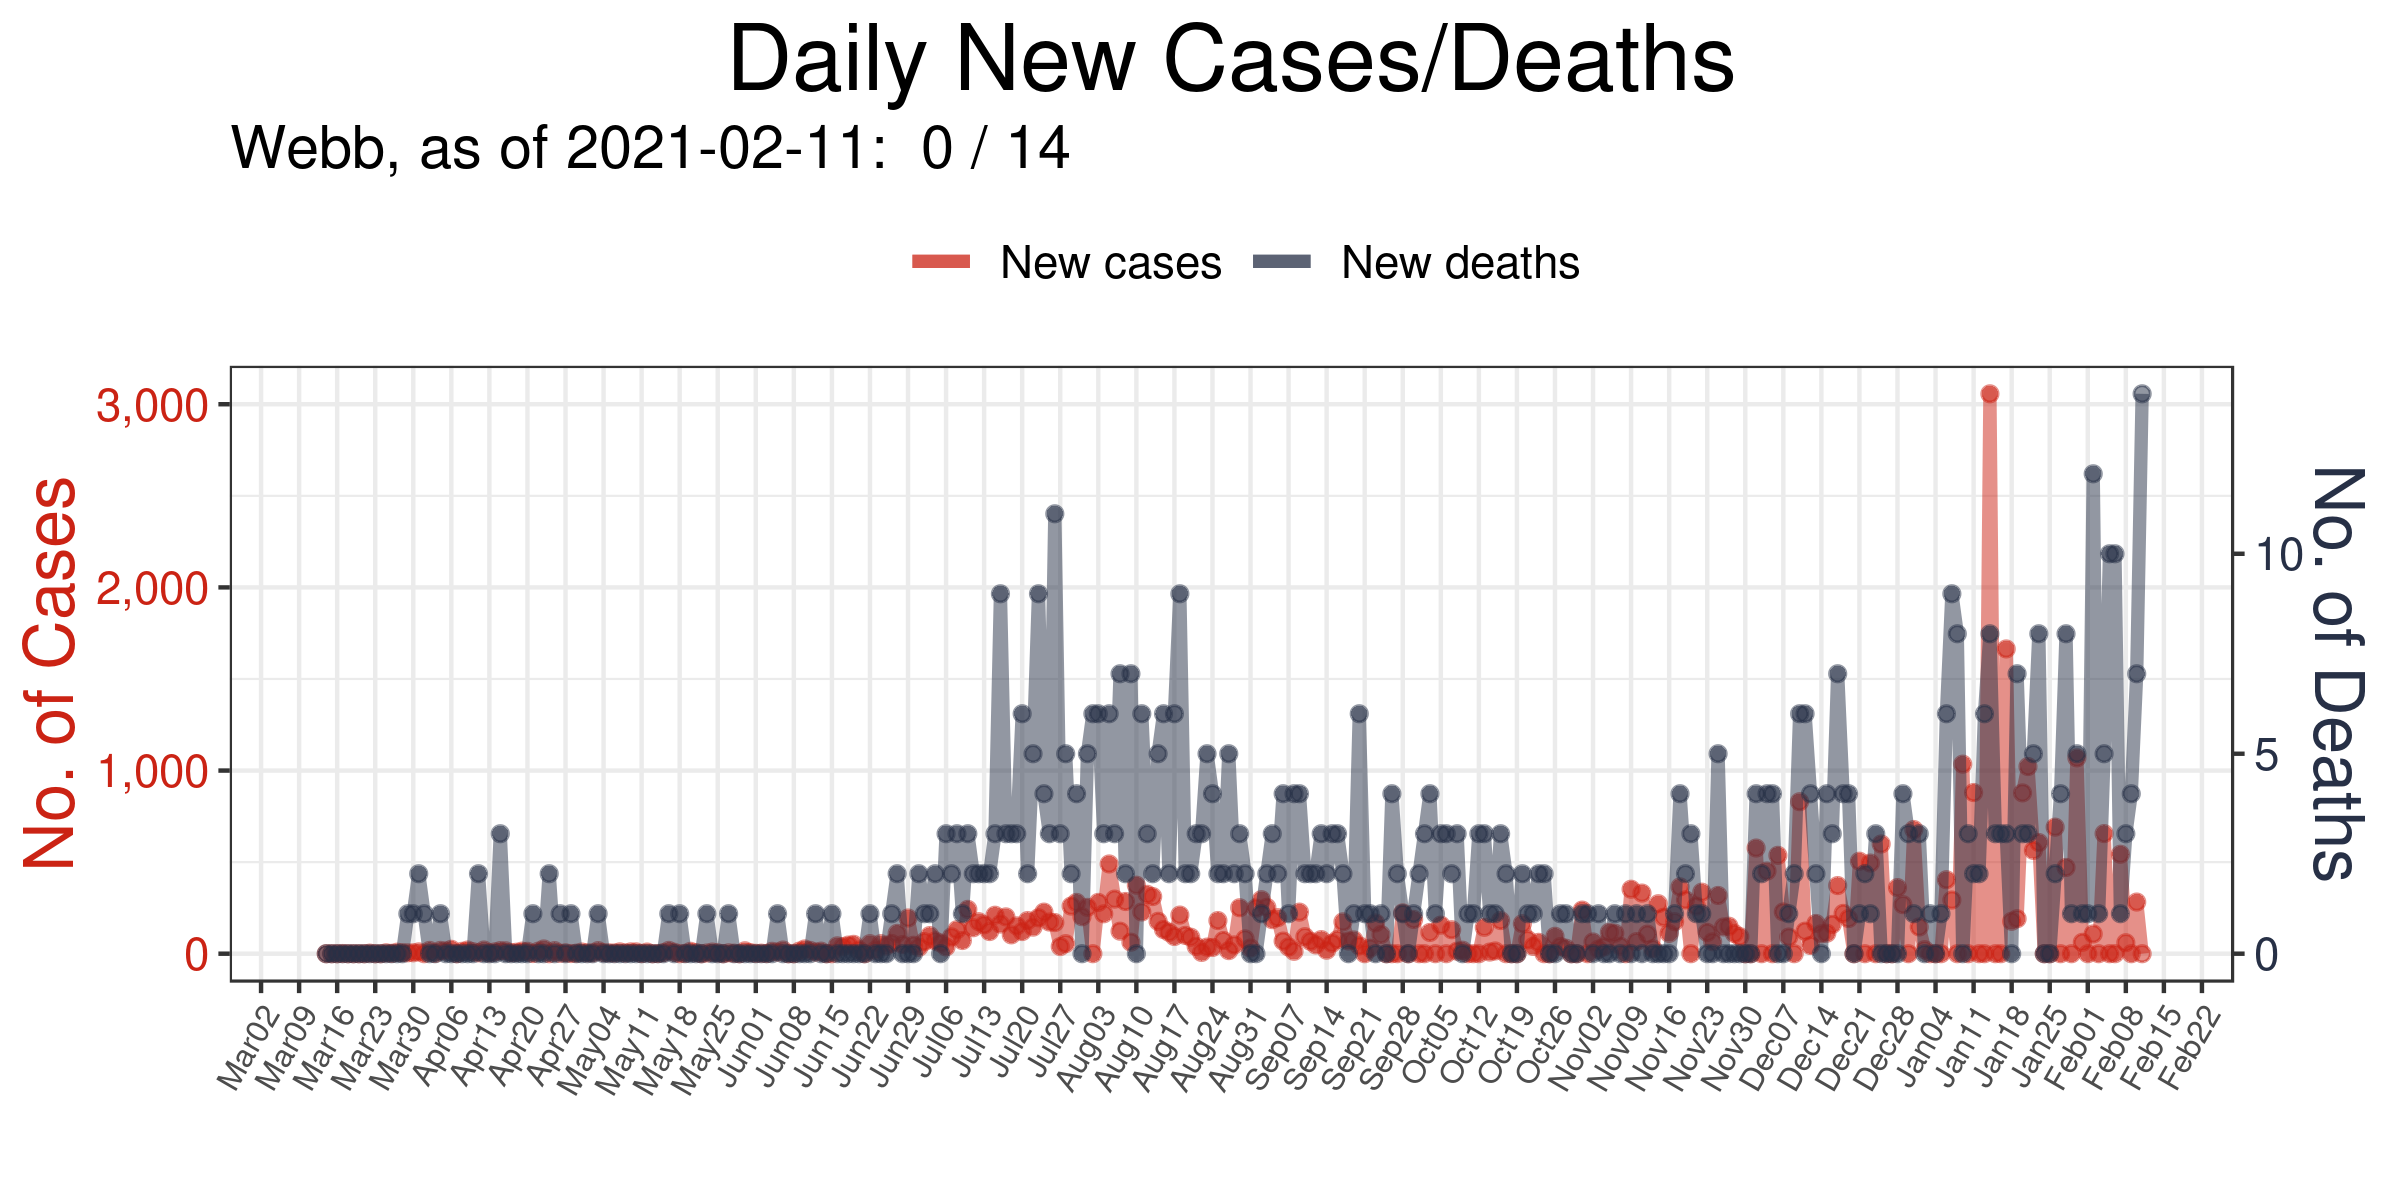 Daily New Cases/Deaths
Webb, as of 2021-02-11:  0 / 14
New cases
New deaths
No. of Cases
3,000
2,000
1,000
0
No. of Deaths
10
5
0
Mar02
Mar09
Mar16
Mar23
Mar30
Apr06
Apr13
Apr20
Apr27
May04
May11
May18
May25
Jun01
Jun08
Jun15
Jun22
Jun29
Jul06
Jul13
Jul20
Jul27
Aug03
Aug10
Aug17
Aug24
Aug31
Sep07
Sep14
Sep21
Sep28
Oct05
Oct12
Oct19
Oct26
Nov02
Nov09
Nov16
Nov23
Nov30
Dec07
Dec14
Dec21
Dec28
Jan04
Jan11
Jan18
Jan25
Feb01
Feb08
Feb15
Feb22